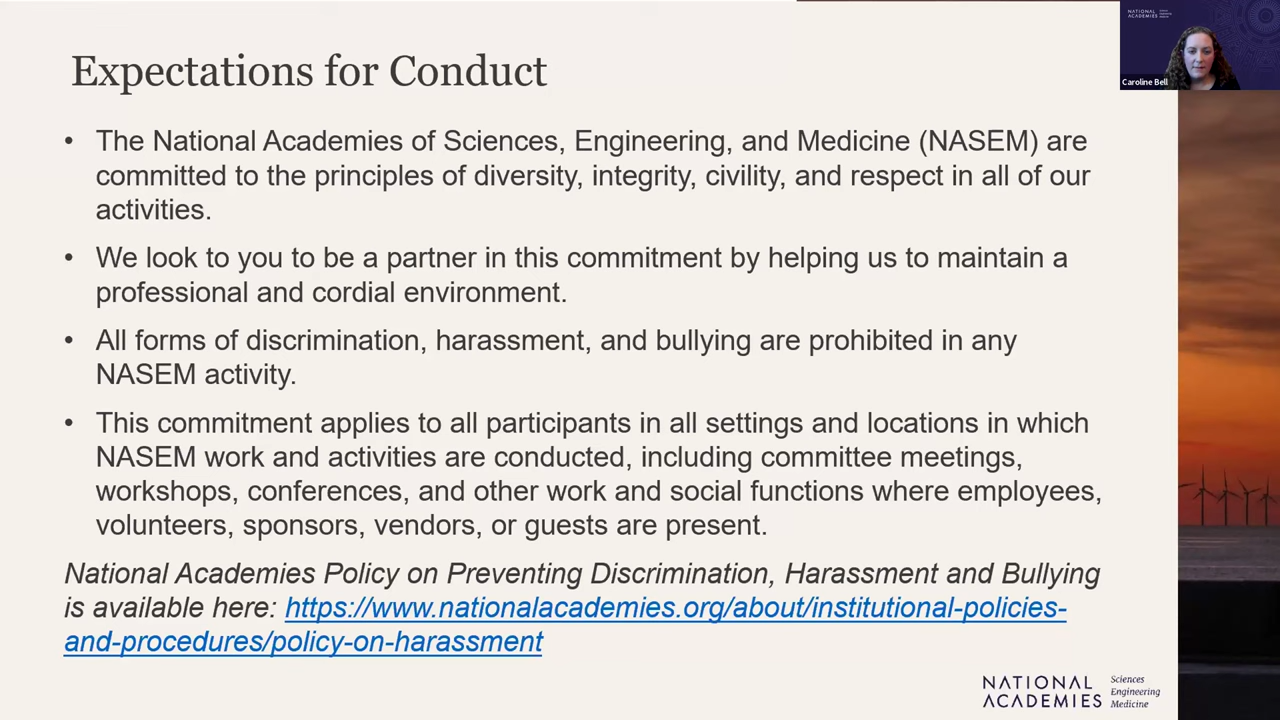 Expectations for Conduct
NATIONAL ACADEMIES
Caroline Bell
• The National Academies of Sciences, Engineering, and Medicine (NASEM) are
committed to the principles of diversity, integrity, civility, and respect in all of our
activities.
• We look to you to be a partner in this commitment by helping us to maintain a
professional and cordial environment.
• All forms of discrimination, harassment, and bullying are prohibited in any
NASEM activity.
• This commitment applies to all participants in all settings and locations in which
NASEM work and activities are conducted, including committee meetings,
workshops, conferences, and other work and social functions where employees,
volunteers, sponsors, vendors, or guests are present.
National Academies Policy on Preventing Discrimination, Harassment and Bullying
is available here: https://www.nationalacademies.org/about/institutional-policies-
and-procedures/policy-on-harassment
NATIONAL
ACADEMIES
Sciences
Engineering
Medicine